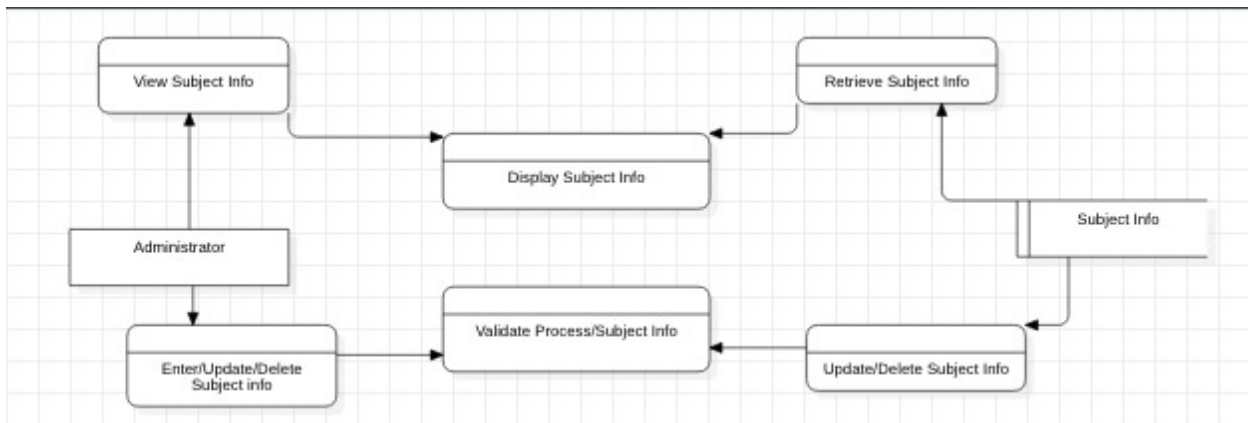 View Subject Info
Retrieve Subject Info
Display Subject Info
Subject Info
Administrator
Validate Process/Subject Info
Enter/Update/Delete
Subject info
Update/Delete Subject Info